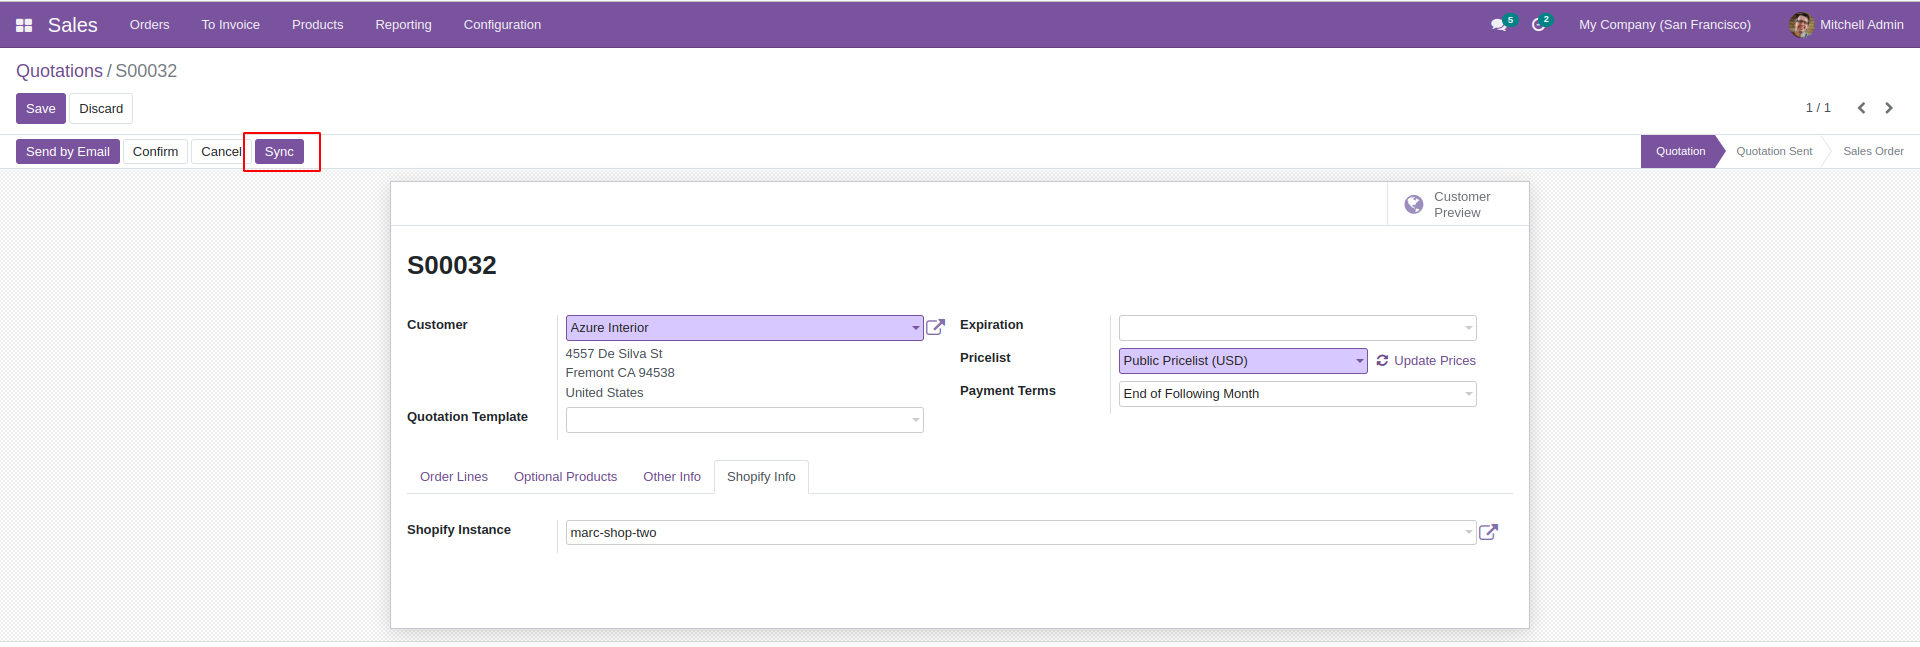 Sales Orders To Invoice Products Reporting Configuration 5 2 My Company (San Francisco) Mitchell Admin
Quotations / S00032
Save Discard 1 / 1
Send by Email Confirm Cancel Sync Quotation Quotation Sent Sales Order
Customer
Preview
S00032
Customer Azure Interior Expiration
4557 De Silva St
Fremont CA 94538
United States
Pricelist Public Pricelist (USD) Update Prices
Payment Terms End of Following Month
Quotation Template
Order Lines Optional Products Other Info Shopify Info
Shopify Instance marc-shop-two